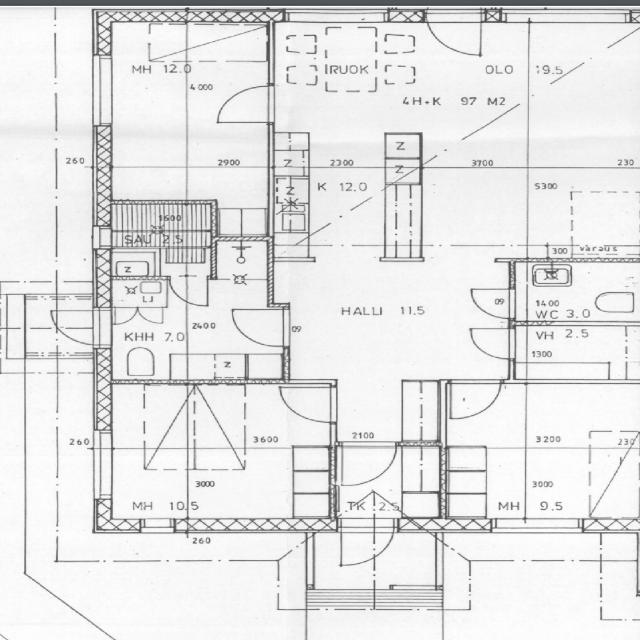 MH 12.0
RUOK
OLO 19.5
4000
4H+K 97 M2
260
2900
2300
3700
230
Z
Z
Z
Z
K 12.0
5300
1600
SAU 2.5
300
varaus
Z
LJ
1400
WC 3.0
09
HALLI 11.5
2400
09
KHH 7.0
VH 2.5
1300
Z
260
3600
2100
3200
230
3000
3000
MH 10.5
TK 2.5
MH 9.5
260